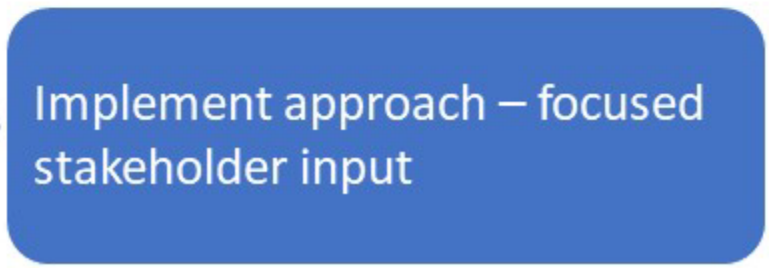 Implement approach – focused
stakeholder input